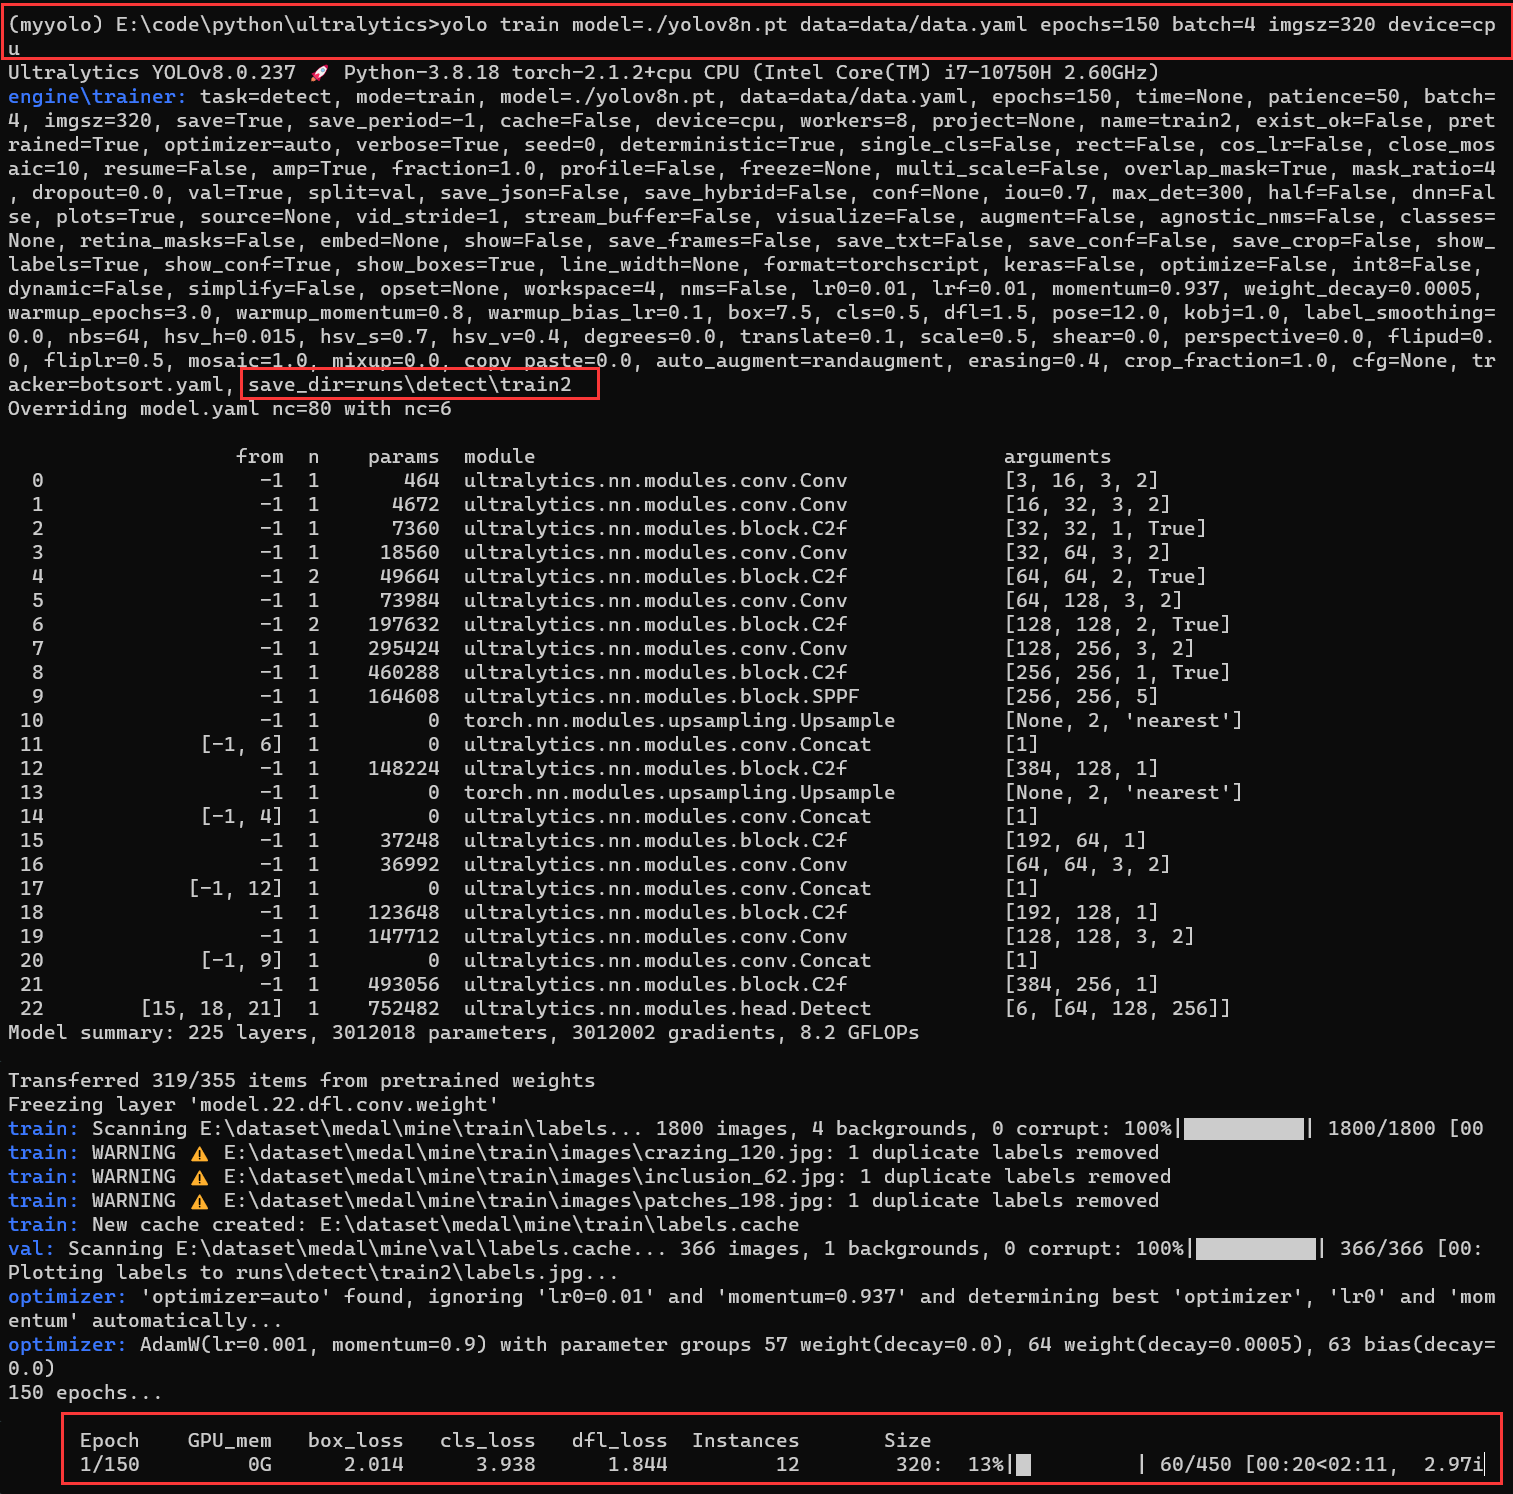 (myyolo) E:\code\python\ultralytics>yolo train model=./yolov8n.pt data=data/data.yaml epochs=150 batch=4 imgsz=320 device=cp
u
Ultralytics YOLOv8.0.237 🚀 Python-3.8.18 torch-2.1.2+cpu CPU (Intel Core(TM) i7-10750H 2.60GHz)
engine\trainer: task=detect, mode=train, model=./yolov8n.pt, data=data/data.yaml, epochs=150, time=None, patience=50, batch=
4, imgsz=320, save=True, save_period=-1, cache=False, device=cpu, workers=8, project=None, name=train2, exist_ok=False, pret
rained=True, optimizer=auto, verbose=True, seed=0, deterministic=True, single_cls=False, rect=False, cos_lr=False, close_mos
aic=10, resume=False, amp=True, fraction=1.0, profile=False, freeze=None, multi_scale=False, overlap_mask=True, mask_ratio=4
, dropout=0.0, val=True, split=val, save_json=False, save_hybrid=False, conf=None, iou=0.7, max_det=300, half=False, dnn=Fal
se, plots=True, source=None, vid_stride=1, stream_buffer=False, visualize=False, augment=False, agnostic_nms=False, classes=
None, retina_masks=False, embed=None, show=False, save_frames=False, save_txt=False, save_conf=False, save_crop=False, show_
labels=True, show_conf=True, show_boxes=True, line_width=None, format=torchscript, keras=False, optimize=False, int8=False,
dynamic=False, simplify=False, opset=None, workspace=4, nms=False, lr0=0.01, lrf=0.01, momentum=0.937, weight_decay=0.0005,
warmup_epochs=3.0, warmup_momentum=0.8, warmup_bias_lr=0.1, box=7.5, cls=0.5, dfl=1.5, pose=12.0, kobj=1.0, label_smoothing=
0.0, nbs=64, hsv_h=0.015, hsv_s=0.7, hsv_v=0.4, degrees=0.0, translate=0.1, scale=0.5, shear=0.0, perspective=0.0, flipud=0.
0, fliplr=0.5, mosaic=1.0, mixup=0.0, copy_paste=0.0, auto_augment=randaugment, erasing=0.4, crop_fraction=1.0, cfg=None, tr
acker=botsort.yaml, save_dir=runs\detect\train2
Overriding model.yaml nc=80 with nc=6
from n params module arguments
0 -1 1 464 ultralytics.nn.modules.conv.Conv [3, 16, 3, 2]
1 -1 1 4672 ultralytics.nn.modules.conv.Conv [16, 32, 3, 2]
2 -1 1 7360 ultralytics.nn.modules.block.C2f [32, 32, 1, True]
3 -1 1 18560 ultralytics.nn.modules.conv.Conv [32, 64, 3, 2]
4 -1 2 49664 ultralytics.nn.modules.block.C2f [64, 64, 2, True]
5 -1 1 73984 ultralytics.nn.modules.conv.Conv [64, 128, 3, 2]
6 -1 2 197632 ultralytics.nn.modules.block.C2f [128, 128, 2, True]
7 -1 1 295424 ultralytics.nn.modules.conv.Conv [128, 256, 3, 2]
8 -1 1 460288 ultralytics.nn.modules.block.C2f [256, 256, 1, True]
9 -1 1 164608 ultralytics.nn.modules.block.SPPF [256, 256, 5]
10 -1 1 0 torch.nn.modules.upsampling.Upsample [None, 2, 'nearest']
11 [-1, 6] 1 0 ultralytics.nn.modules.conv.Concat [1]
12 -1 1 148224 ultralytics.nn.modules.block.C2f [384, 128, 1]
13 -1 1 0 torch.nn.modules.upsampling.Upsample [None, 2, 'nearest']
14 [-1, 4] 1 0 ultralytics.nn.modules.conv.Concat [1]
15 -1 1 37248 ultralytics.nn.modules.block.C2f [192, 64, 1]
16 -1 1 36992 ultralytics.nn.modules.conv.Conv [64, 64, 3, 2]
17 [-1, 12] 1 0 ultralytics.nn.modules.conv.Concat [1]
18 -1 1 123648 ultralytics.nn.modules.block.C2f [192, 128, 1]
19 -1 1 147712 ultralytics.nn.modules.conv.Conv [128, 128, 3, 2]
20 [-1, 9] 1 0 ultralytics.nn.modules.conv.Concat [1]
21 -1 1 493056 ultralytics.nn.modules.block.C2f [384, 256, 1]
22 [15, 18, 21] 1 752482 ultralytics.nn.modules.head.Detect [6, [64, 128, 256]]
Model summary: 225 layers, 3012018 parameters, 3012002 gradients, 8.2 GFLOPs
Transferred 319/355 items from pretrained weights
Freezing layer 'model.22.dfl.conv.weight'
train: Scanning E:\dataset\medal\mine\train\labels... 1800 images, 4 backgrounds, 0 corrupt: 100%|██████████| 1800/1800 [00
train: WARNING ⚠️ E:\dataset\medal\mine\train\images\crazing_120.jpg: 1 duplicate labels removed
train: WARNING ⚠️ E:\dataset\medal\mine\train\images\inclusion_62.jpg: 1 duplicate labels removed
train: WARNING ⚠️ E:\dataset\medal\mine\train\images\patches_198.jpg: 1 duplicate labels removed
train: New cache created: E:\dataset\medal\mine\train\labels.cache
val: Scanning E:\dataset\medal\mine\val\labels.cache... 366 images, 1 backgrounds, 0 corrupt: 100%|██████████| 366/366 [00:
Plotting labels to runs\detect\train2\labels.jpg...
optimizer: 'optimizer=auto' found, ignoring 'lr0=0.01' and 'momentum=0.937' and determining best 'optimizer', 'lr0' and 'mom
entum' automatically...
optimizer: AdamW(lr=0.001, momentum=0.9) with parameter groups 57 weight(decay=0.0), 64 weight(decay=0.0005), 63 bias(decay=
0.0)
150 epochs...
Epoch GPU_mem box_loss cls_loss dfl_loss Instances Size
1/150 0G 2.014 3.938 1.844 12 320: 13%|█ | 60/450 [00:20<02:11, 2.97i